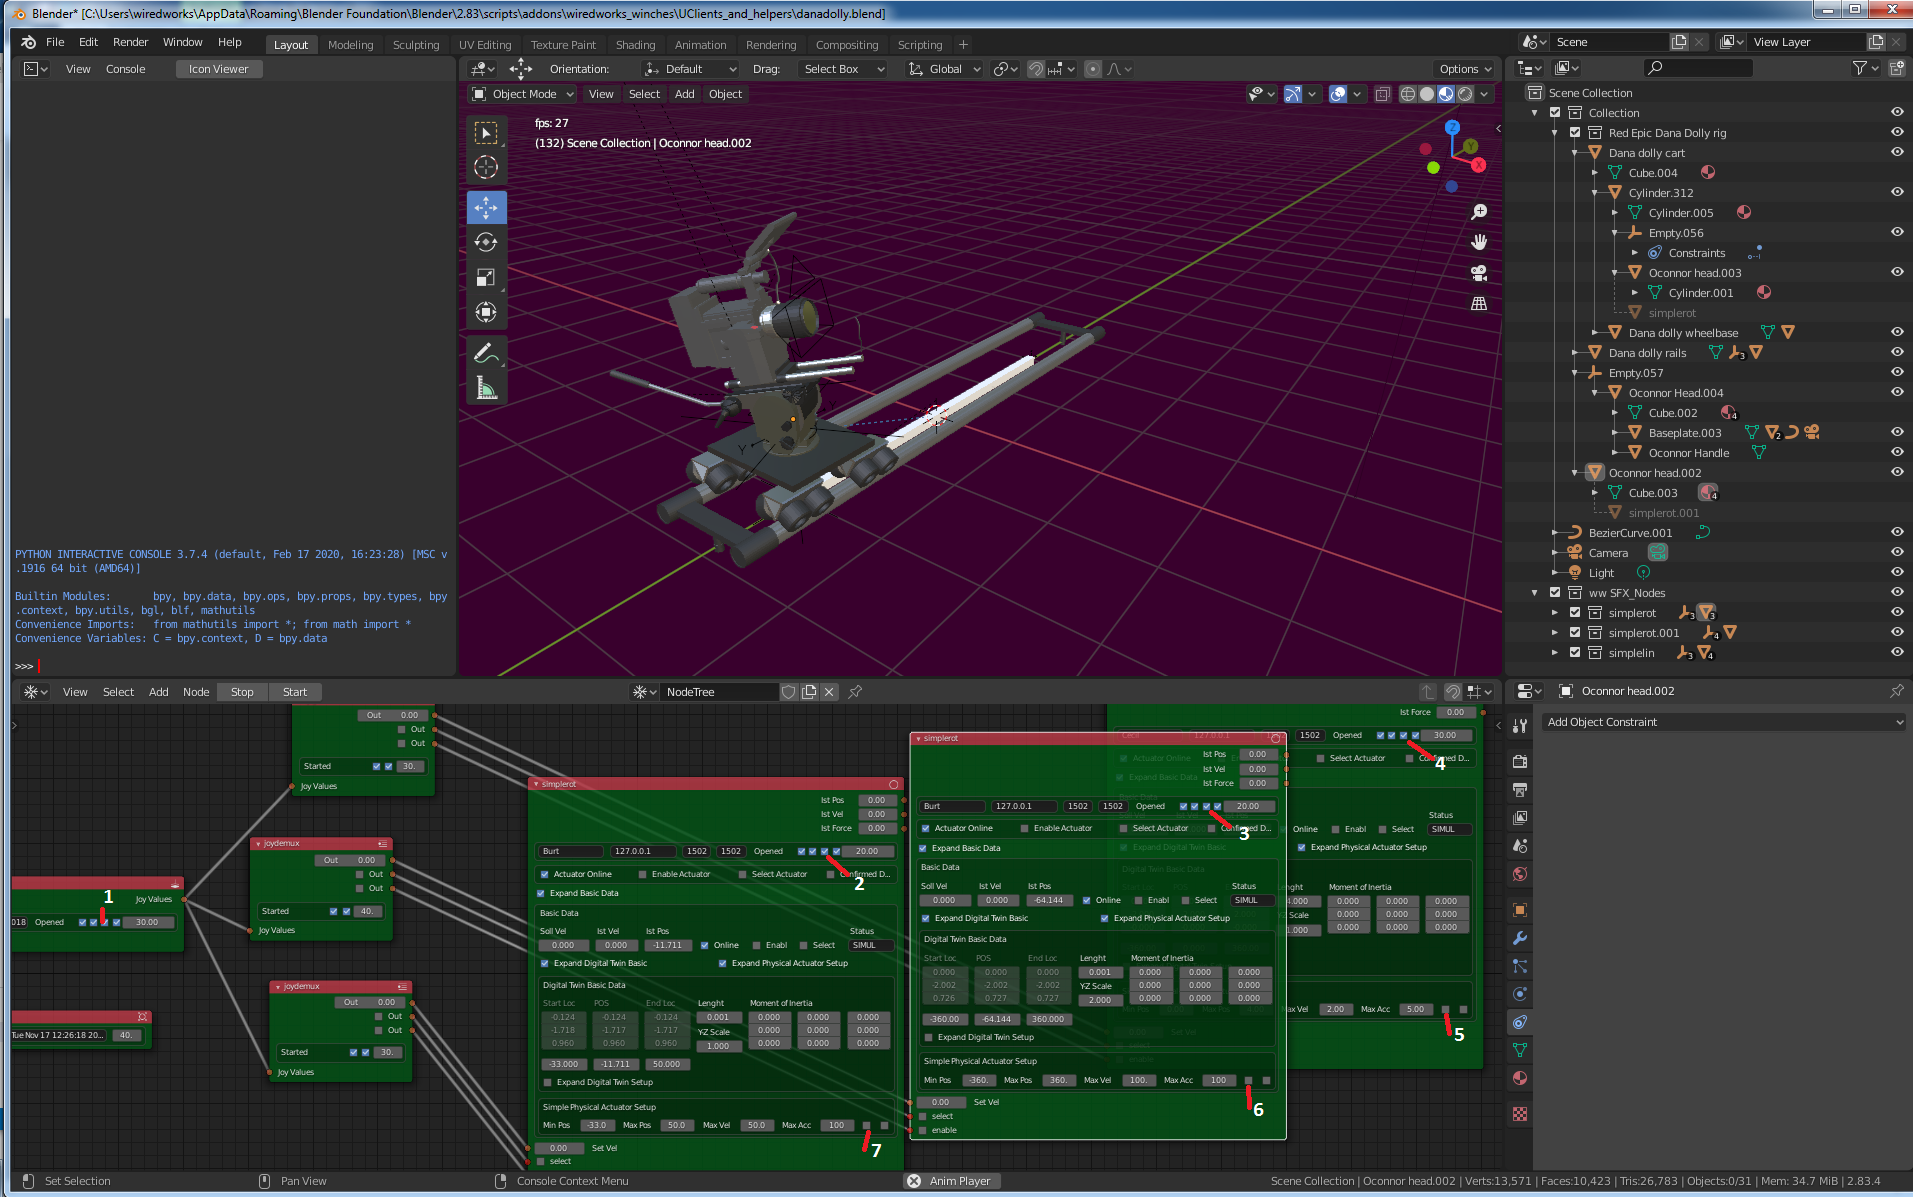 Blender* [C:\Users\wiredworks\AppData\Roaming\Blender Foundation\Blender\2.83\scripts\addons\wiredworks_winches\UClients_and_helpers\danadolly.blend]
File Edit Render Window Help Layout Modeling Sculpting UV Editing Texture Paint Shading Animation Rendering Compositing Scripting + Scene View Layer
View Console Icon Viewer
Orientation: Default Drag: Select Box Global Options
Object Mode View Select Add Object
fps: 27
(132) Scene Collection | Oconnor head.002
Z
Y
X
PYTHON INTERACTIVE CONSOLE 3.7.4 (default, Feb 17 2020, 16:23:28) [MSC v
.1916 64 bit (AMD64)]
Builtin Modules: bpy, bpy.data, bpy.ops, bpy.props, bpy.types, bpy
.context, bpy.utils, bgl, blf, mathutils
Convenience Imports: from mathutils import *; from math import *
Convenience Variables: C = bpy.context, D = bpy.data
>>>
Scene Collection
Collection
Red Epic Dana Dolly rig
Dana dolly cart
Cube.004
Cylinder.312
Cylinder.005
Empty.056
Constraints
Oconnor head.003
Cylinder.001
simplerot
Dana dolly wheelbase
Dana dolly rails 3
Empty.057
Oconnor Head.004
Cube.002 4
Baseplate.003 2
Oconnor Handle
Oconnor head.002
Cube.003 4
simplerot.001
BezierCurve.001
Camera
Light
ww SFX_Nodes
simplerot 3 3
simplerot.001 4
simplelin 3 4
View Select Add Node Stop Start NodeTree
Oconnor head.002
Add Object Constraint
Out 0.00
Out
Out
Started 30.
Joy Values
joydemux
Out 0.00
Out
Out
Started 40.
Joy Values
joydemux
Out 0.00
Out
Out
Started 30.
Joy Values
1
Joy Values
018 Opened 30.00
Tue Nov 17 12:26:18 20... 40.
simplerot
Ist Pos 0.00
Ist Vel 0.00
Ist Force 0.00
Burt 127.0.0.1 1502 1502 Opened 20.00
2
Actuator Online Enable Actuator Select Actuator
Expand Basic Data
Basic Data
Soll Vel Ist Vel Ist Pos Status
0.000 0.000 -11.711 Online Enabl Select SIMUL
Expand Digital Twin Basic Expand Physical Actuator Setup
Digital Twin Basic Data
Start Loc POS End Loc Lenght Moment of Inertia
-0.124 -0.124 -0.124 0.001 0.000 0.000 0.000
-1.718 -1.717 -1.717 YZ Scale 0.000 0.000 0.000
0.960 0.960 0.960 1.000 0.000 0.000 0.000
-33.000 -11.711 50.000
Expand Digital Twin Setup
Simple Physical Actuator Setup
Min Pos -33.0 Max Pos 50.0 Max Vel 50.0 Max Acc 100
7
0.00 Set Vel
select
simplerot
Ist Pos 0.00
Ist Vel 0.00
Ist Force 0.00
Burt 127.0.0.1 1502 1502 Opened 20.00
3
Actuator Online Enable Actuator Select Actuator
Expand Basic Data
Basic Data
Soll Vel Ist Vel Ist Pos Status
0.000 0.000 -64.144 Online Enabl Select SIMUL
Expand Digital Twin Basic Expand Physical Actuator Setup
Digital Twin Basic Data
Start Loc POS End Loc Lenght Moment of Inertia
0.000 0.000 0.000 0.001 0.000 0.000 0.000
-2.002 -2.002 -2.002 YZ Scale 0.000 0.000 0.000
0.726 0.727 0.727 2.000 0.000 0.000 0.000
-360.00 -64.144 360.000
Expand Digital Twin Setup
Simple Physical Actuator Setup
Min Pos -360. Max Pos 360. Max Vel 100. Max Acc 100
6
0.00 Set Vel
select
enable
Ist Force 0.00
1502 Opened 30.00
4
Select Actuator
Status
Online Enabl Select SIMUL
Expand Physical Actuator Setup
Moment of Inertia
0.000 0.000 0.000
0.000 0.000 0.000
0.000 0.000 0.000
Max Vel 2.00 Max Acc 5.00
5
Set Selection Pan View Console Context Menu Anim Player Scene Collection | Oconnor head.002 | Verts:13,571 | Faces:10,423 | Tris:26,783 | Objects:0/31 | Mem: 34.7 MiB | 2.83.4